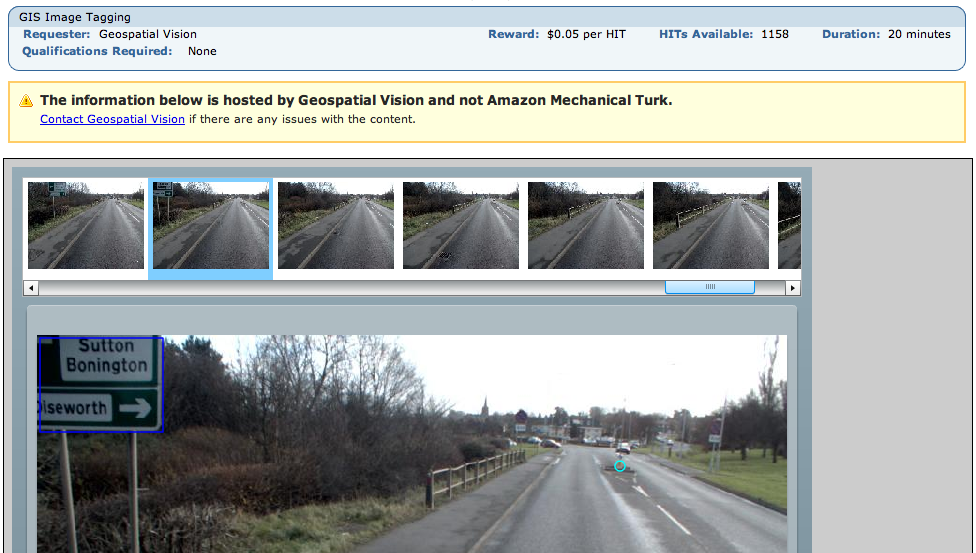 GIS Image Tagging
Requester: Geospatial Vision Reward: $0.05 per HIT HITs Available: 1158 Duration: 20 minutes
Qualifications Required: None
The information below is hosted by Geospatial Vision and not Amazon Mechanical Turk.
Contact Geospatial Vision if there are any issues with the content.
Sutton
Bonington
Diseworth